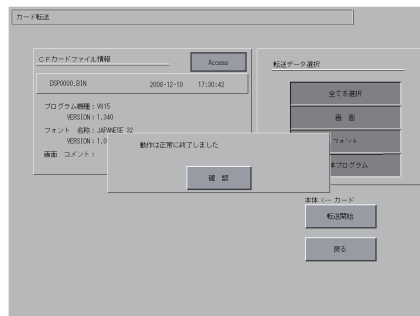 カード転送
CFカードファイル情報
Access
DSP0000.BIN 2008-12-10 17:30:42
プログラム機種：V815
VERSION：1.340
フォント 名称：JAPANESE 32
VERSION：1.0
画面 コメント：
転送データ選択
全てを選択
画 面
フォント
本プログラム
動作は正常に終了しました
確 認
本体 <-- カード
転送開始
戻る